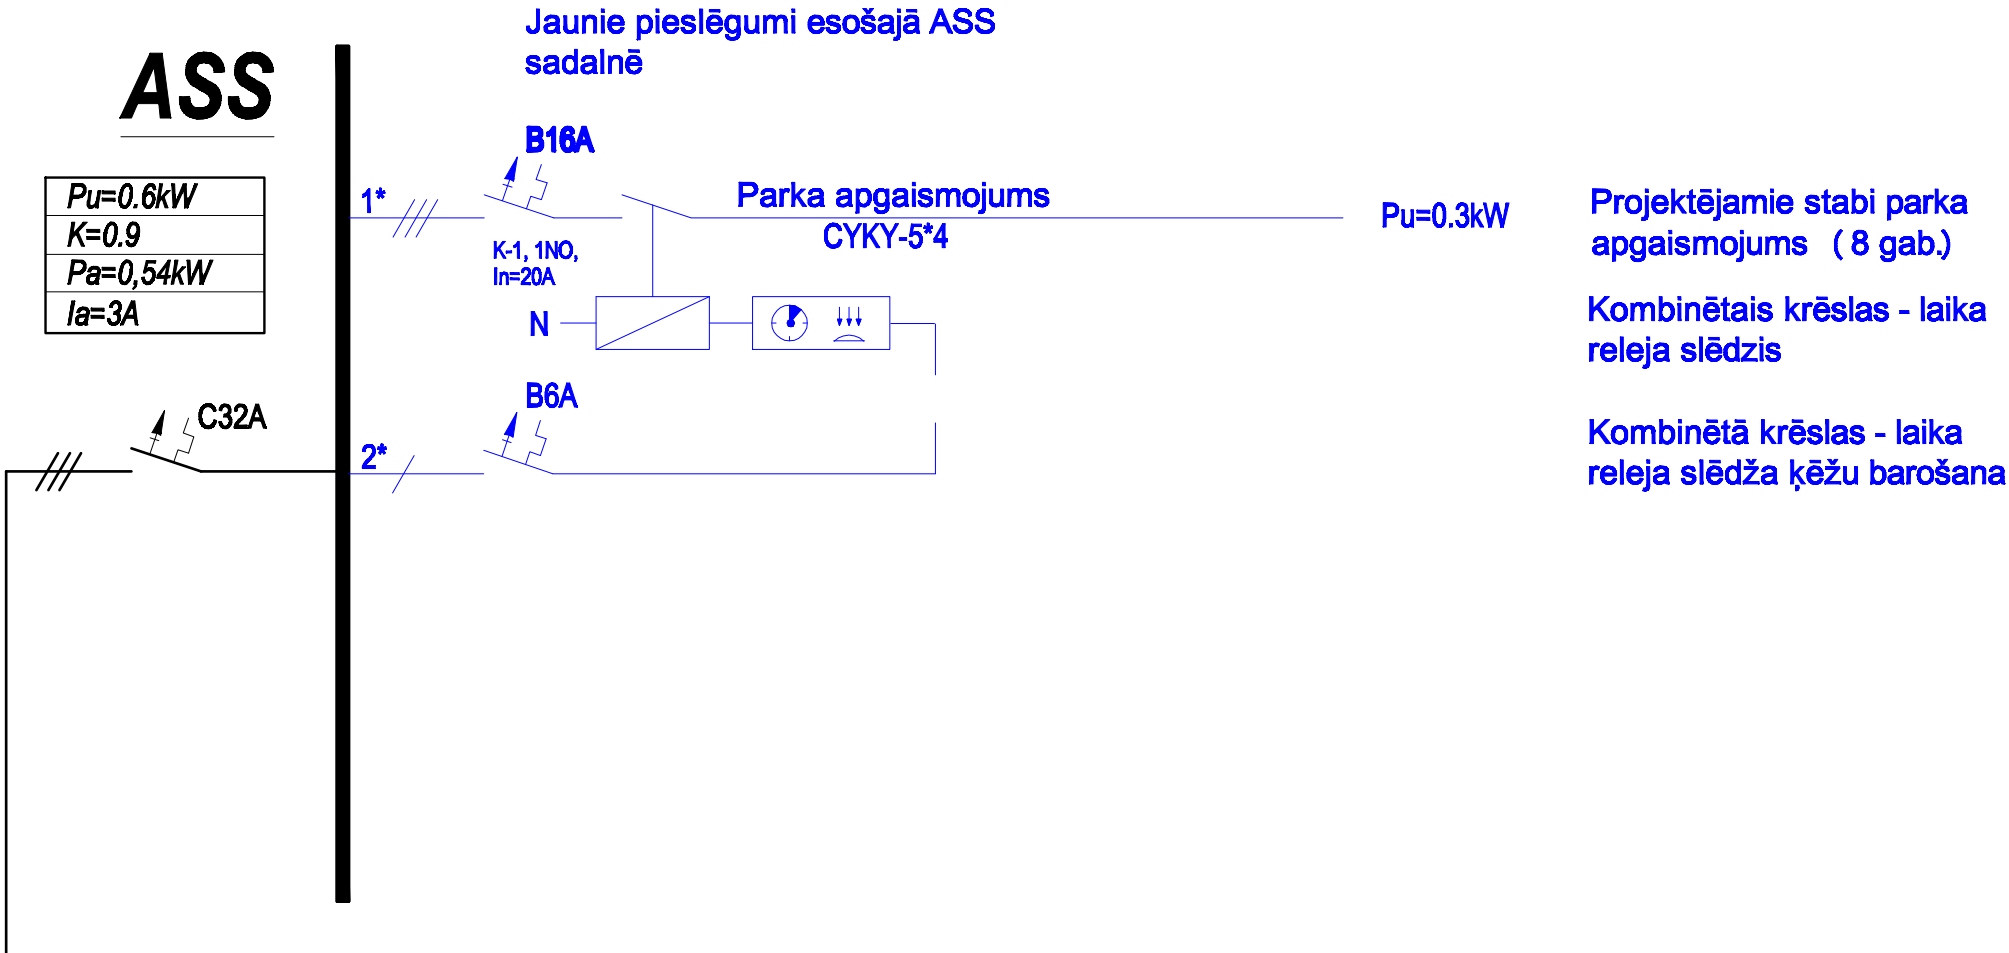 Jaunie pieslēgumi esošajā ASS
sadalnē
ASS
Pu=0.6kW
K=0.9
Pa=0,54kW
Ia=3A
C32A
1*
B16A
K-1, 1NO,
In=20A
Parka apgaismojums
CYKY-5*4
Pu=0.3kW
Projektējamie stabi parka
apgaismojums ( 8 gab.)
N
Kombinētais krēslas - laika
releja slēdzis
2*
B6A
Kombinētā krēslas - laika
releja slēdža ķēžu barošana